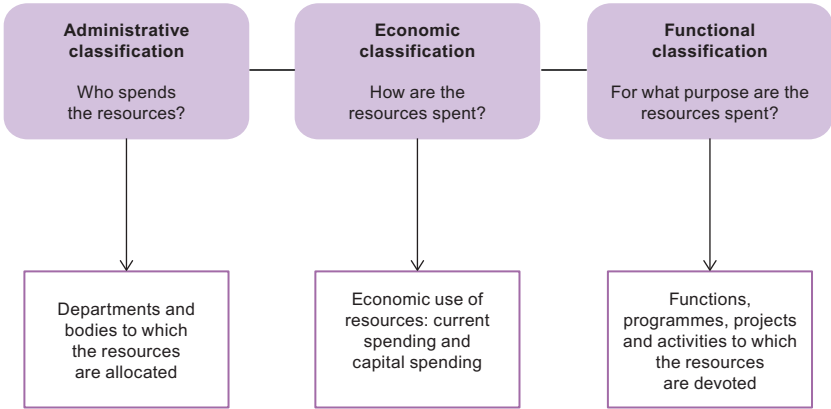 Administrative
classification
Who spends
the resources?
Economic
classification
How are the
resources spent?
Functional
classification
For what purpose are the
resources spent?
Departments and
bodies to which
the resources
are allocated
Economic use of
resources: current
spending and
capital spending
Functions,
programmes, projects
and activities to which
the resources
are devoted